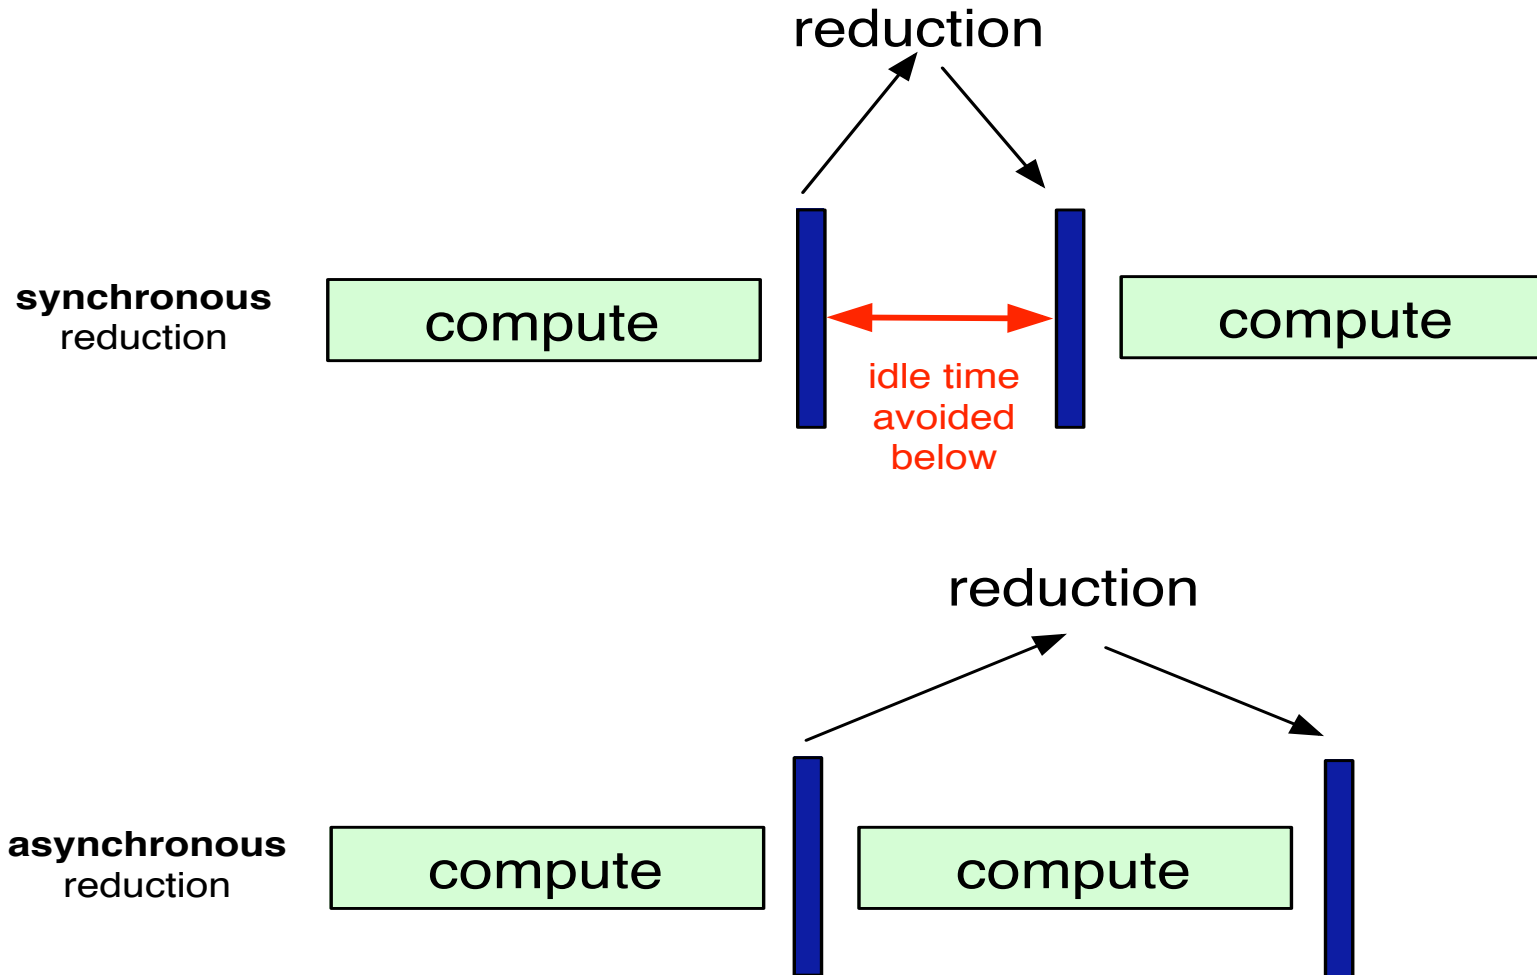 reduction
synchronous
reduction
compute
compute
idle time
avoided
below
reduction
asynchronous
reduction
compute
compute